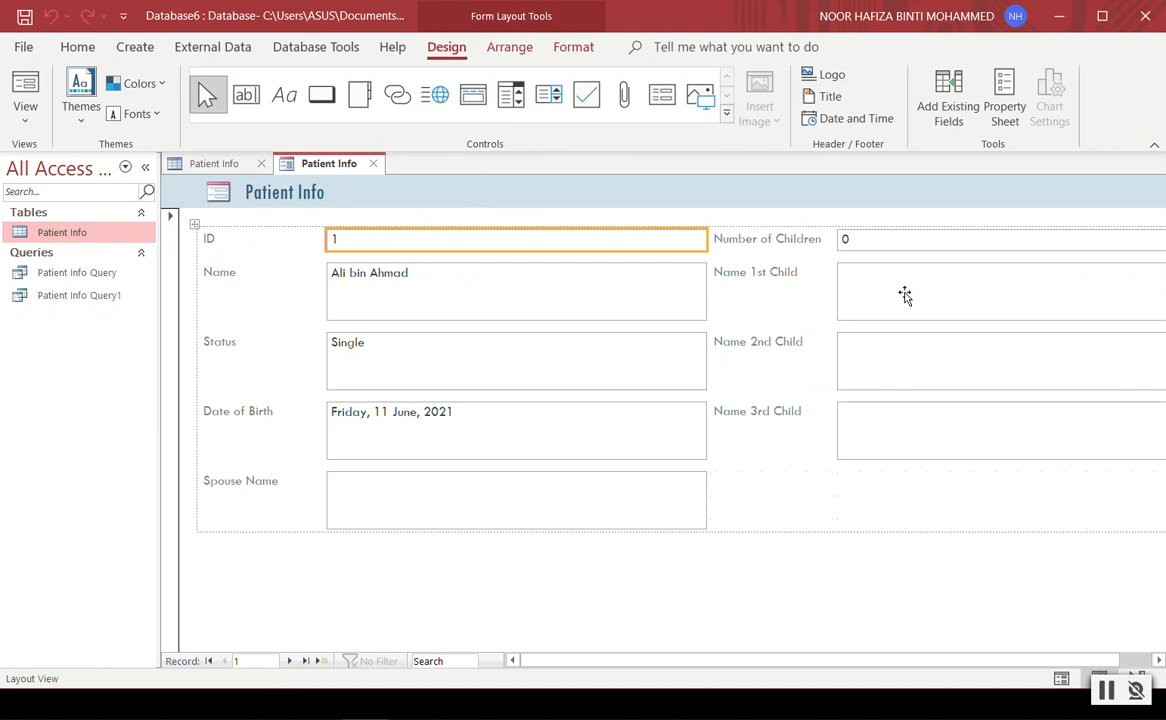 Database6 : Database- C:\Users\ASUS\Documents...
Form Layout Tools
NOOR HAFIZA BINTI MOHAMMED
NH
File
Home
Create
External Data
Database Tools
Help
Design
Arrange
Format
Tell me what you want to do
View
Themes
Aa
Colors
A Fonts
ab
Aa
Insert Image
Logo
Title
Date and Time
Add Existing Fields
Property Sheet
Chart Settings
Views
Themes
Controls
Header / Footer
Tools
All Access ...
Search...
Tables
Patient Info
Queries
Patient Info Query
Patient Info Query1
Patient Info
Patient Info
Patient Info
ID
1
Number of Children
0
Name
Ali bin Ahmad
Name 1st Child
Status
Single
Name 2nd Child
Date of Birth
Friday, 11 June, 2021
Name 3rd Child
Spouse Name
Record:
1
No Filter
Search
Layout View